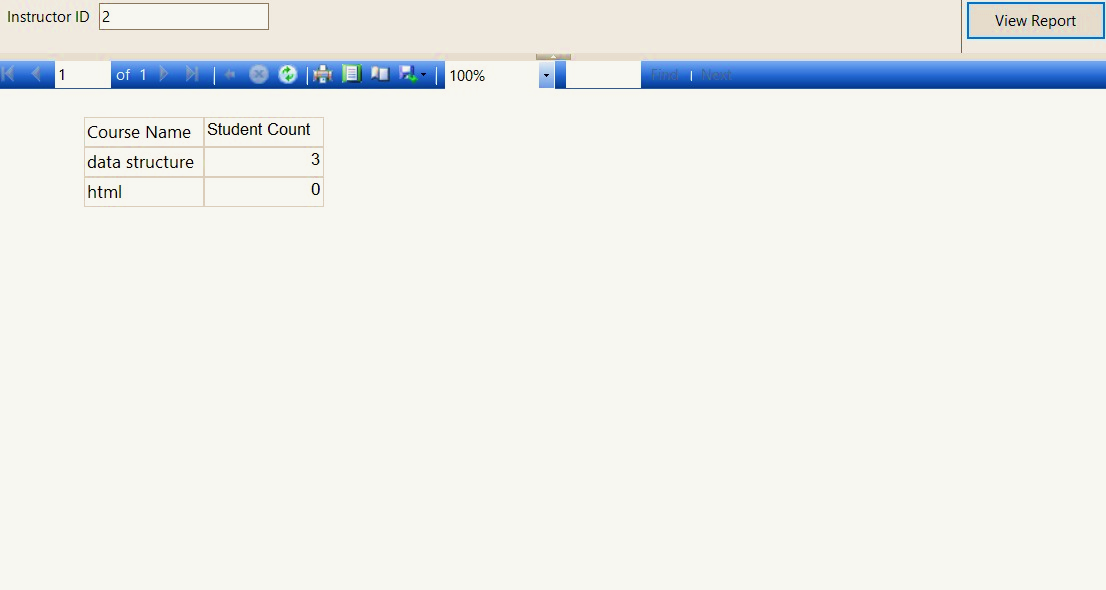 Instructor ID 2 View Report
1 of 1 100% Find | Next
Course Name Student Count
data structure 3
html 0